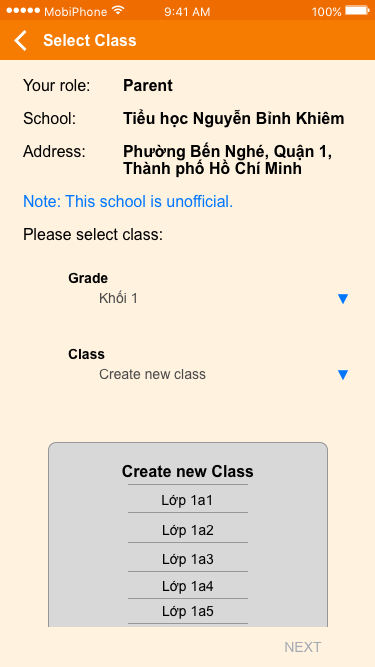 MobiPhone 9:41 AM 100%
Select Class
Your role: Parent
School: Tiểu học Nguyễn Bỉnh Khiêm
Address: Phường Bến Nghé, Quận 1,
Thành phố Hồ Chí Minh
Note: This school is unofficial.
Please select class:
Grade
Khối 1
Class
Create new class
Create new Class
Lớp 1a1
Lớp 1a2
Lớp 1a3
Lớp 1a4
Lớp 1a5
NEXT